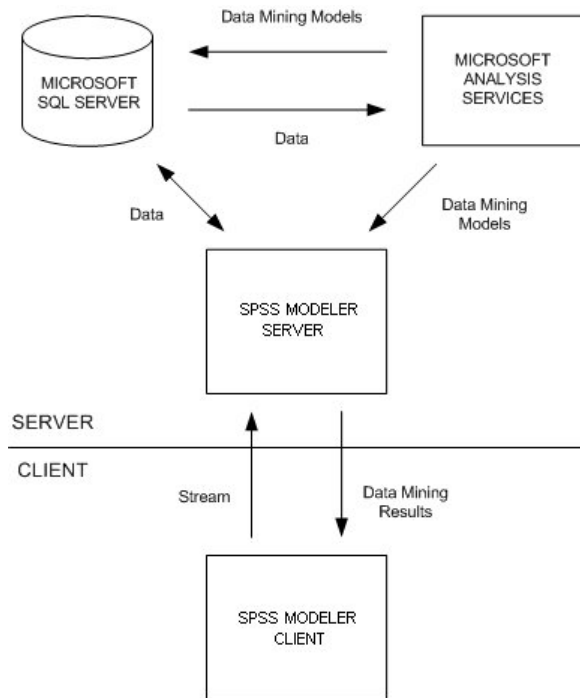 Data Mining Models
MICROSOFT
SQL SERVER
MICROSOFT
ANALYSIS
SERVICES
Data
Data
Data Mining
Models
SPSS MODELER
SERVER
SERVER
CLIENT
Stream
Data Mining
Results
SPSS MODELER
CLIENT